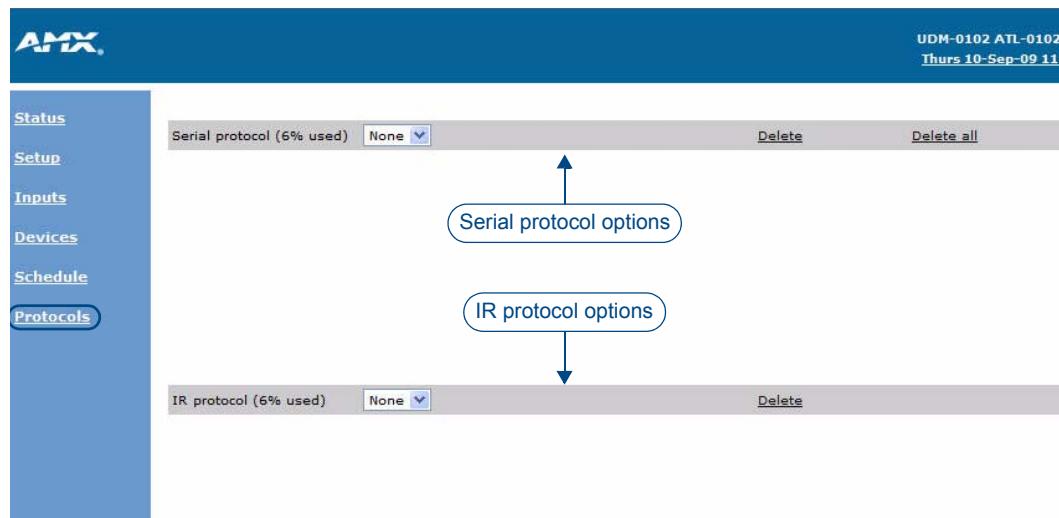 AMX
UDM-0102 ATL-0102
Thurs 10-Sep-09 11
Status
Setup
Inputs
Devices
Schedule
Protocols
Serial protocol (6% used) None Delete Delete all
Serial protocol options
IR protocol options
IR protocol (6% used) None Delete